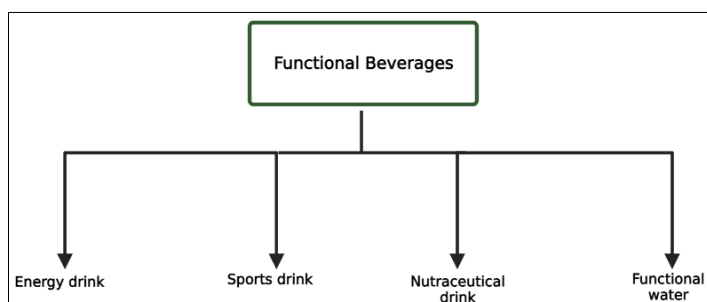 Functional Beverages
Energy drink
Sports drink
Nutraceutical
drink
Functional
water